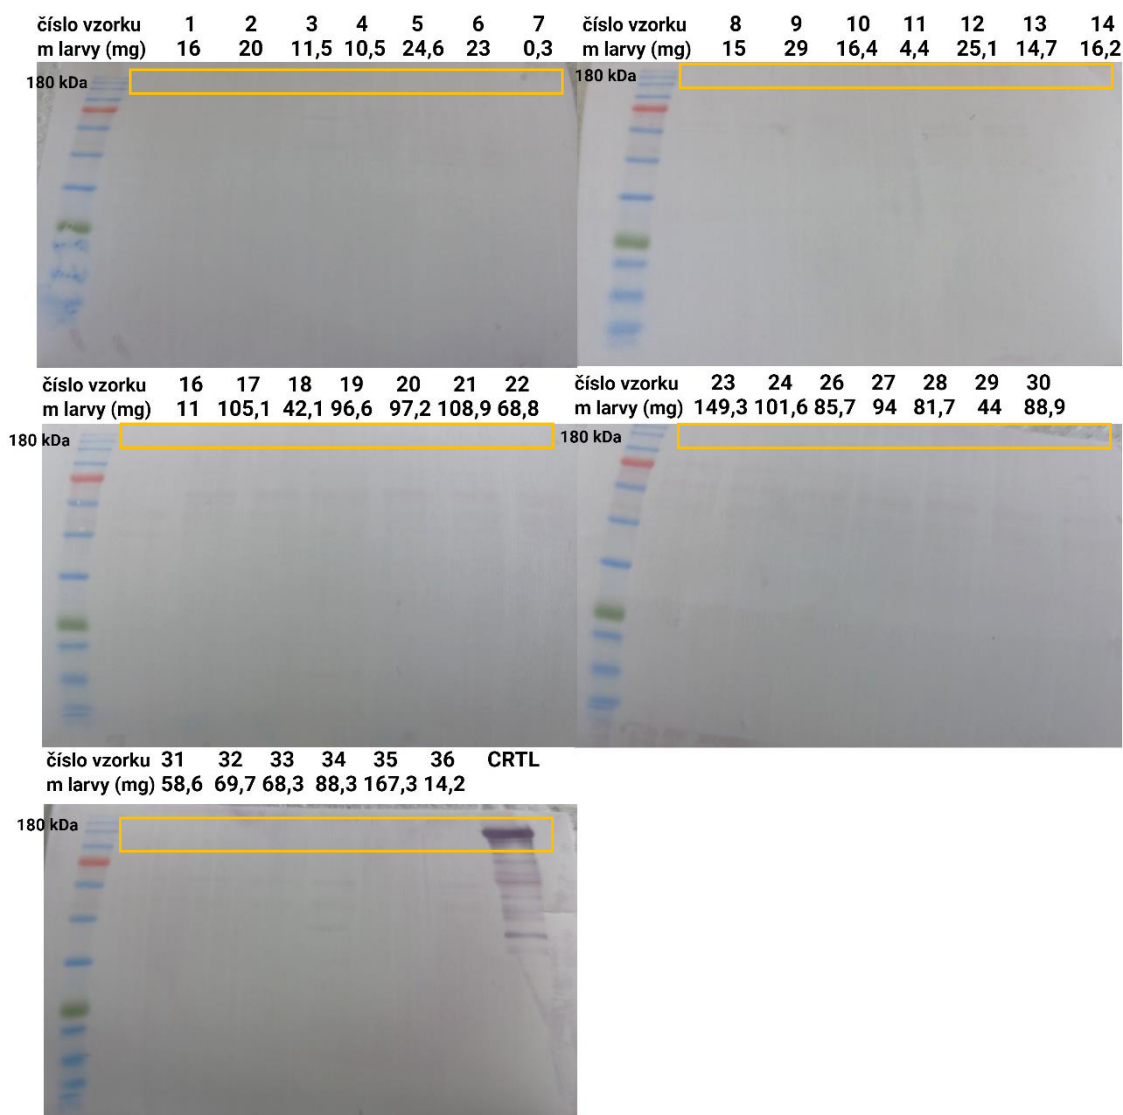 číslo vzorku 1 2 3 4 5 6 7
m larvy (mg) 16 20 11,5 10,5 24,6 23 0,3
180 kDa
číslo vzorku 8 9 10 11 12 13 14
m larvy (mg) 15 29 16,4 4,4 25,1 14,7 16,2
180 kDa
číslo vzorku 16 17 18 19 20 21 22
m larvy (mg) 11 105,1 42,1 96,6 97,2 108,9 68,8
180 kDa
číslo vzorku 23 24 26 27 28 29 30
m larvy (mg) 149,3 101,6 85,7 94 81,7 44 88,9
180 kDa
číslo vzorku 31 32 33 34 35 36 CRTL
m larvy (mg) 58,6 69,7 68,3 88,3 167,3 14,2
180 kDa